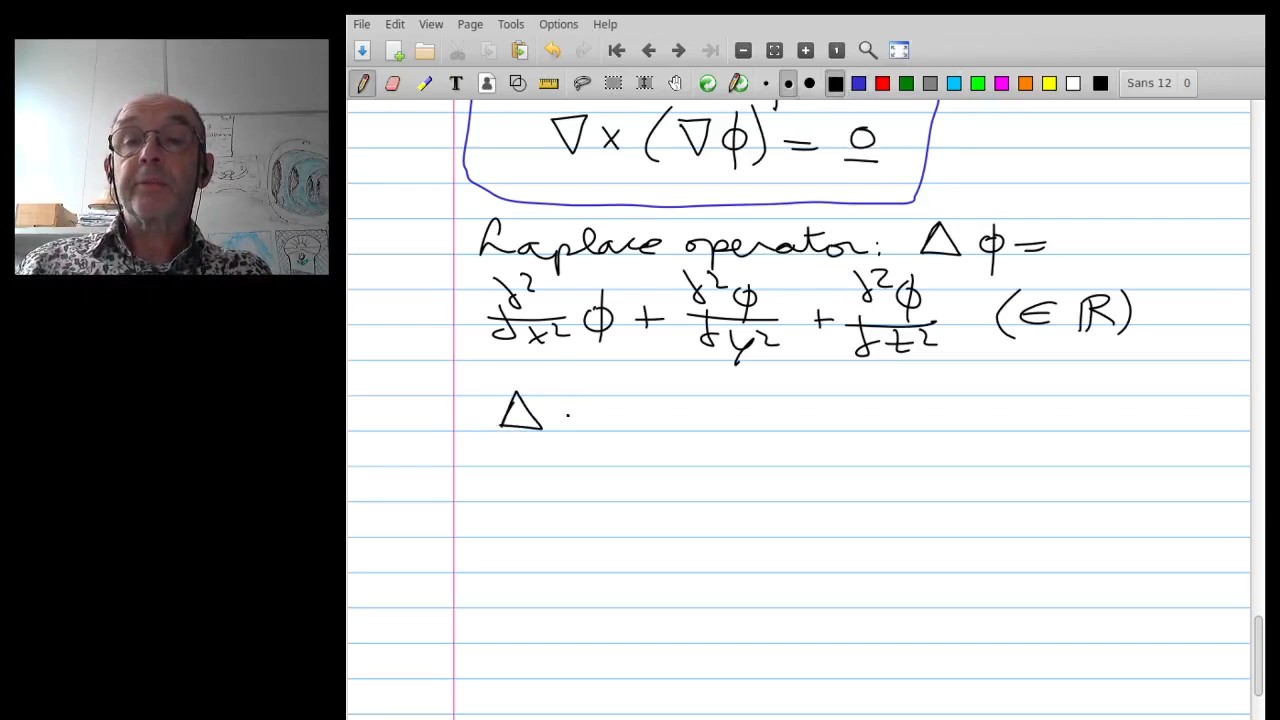 File Edit View Page Tools Options Help
Sans 12 0
∇ x (∇ϕ) = 0
Laplace operator: Δ ϕ =
∂²/∂x² ϕ + ∂²ϕ/∂y² + ∂²ϕ/∂z² (∈ ℝ)
Δ .